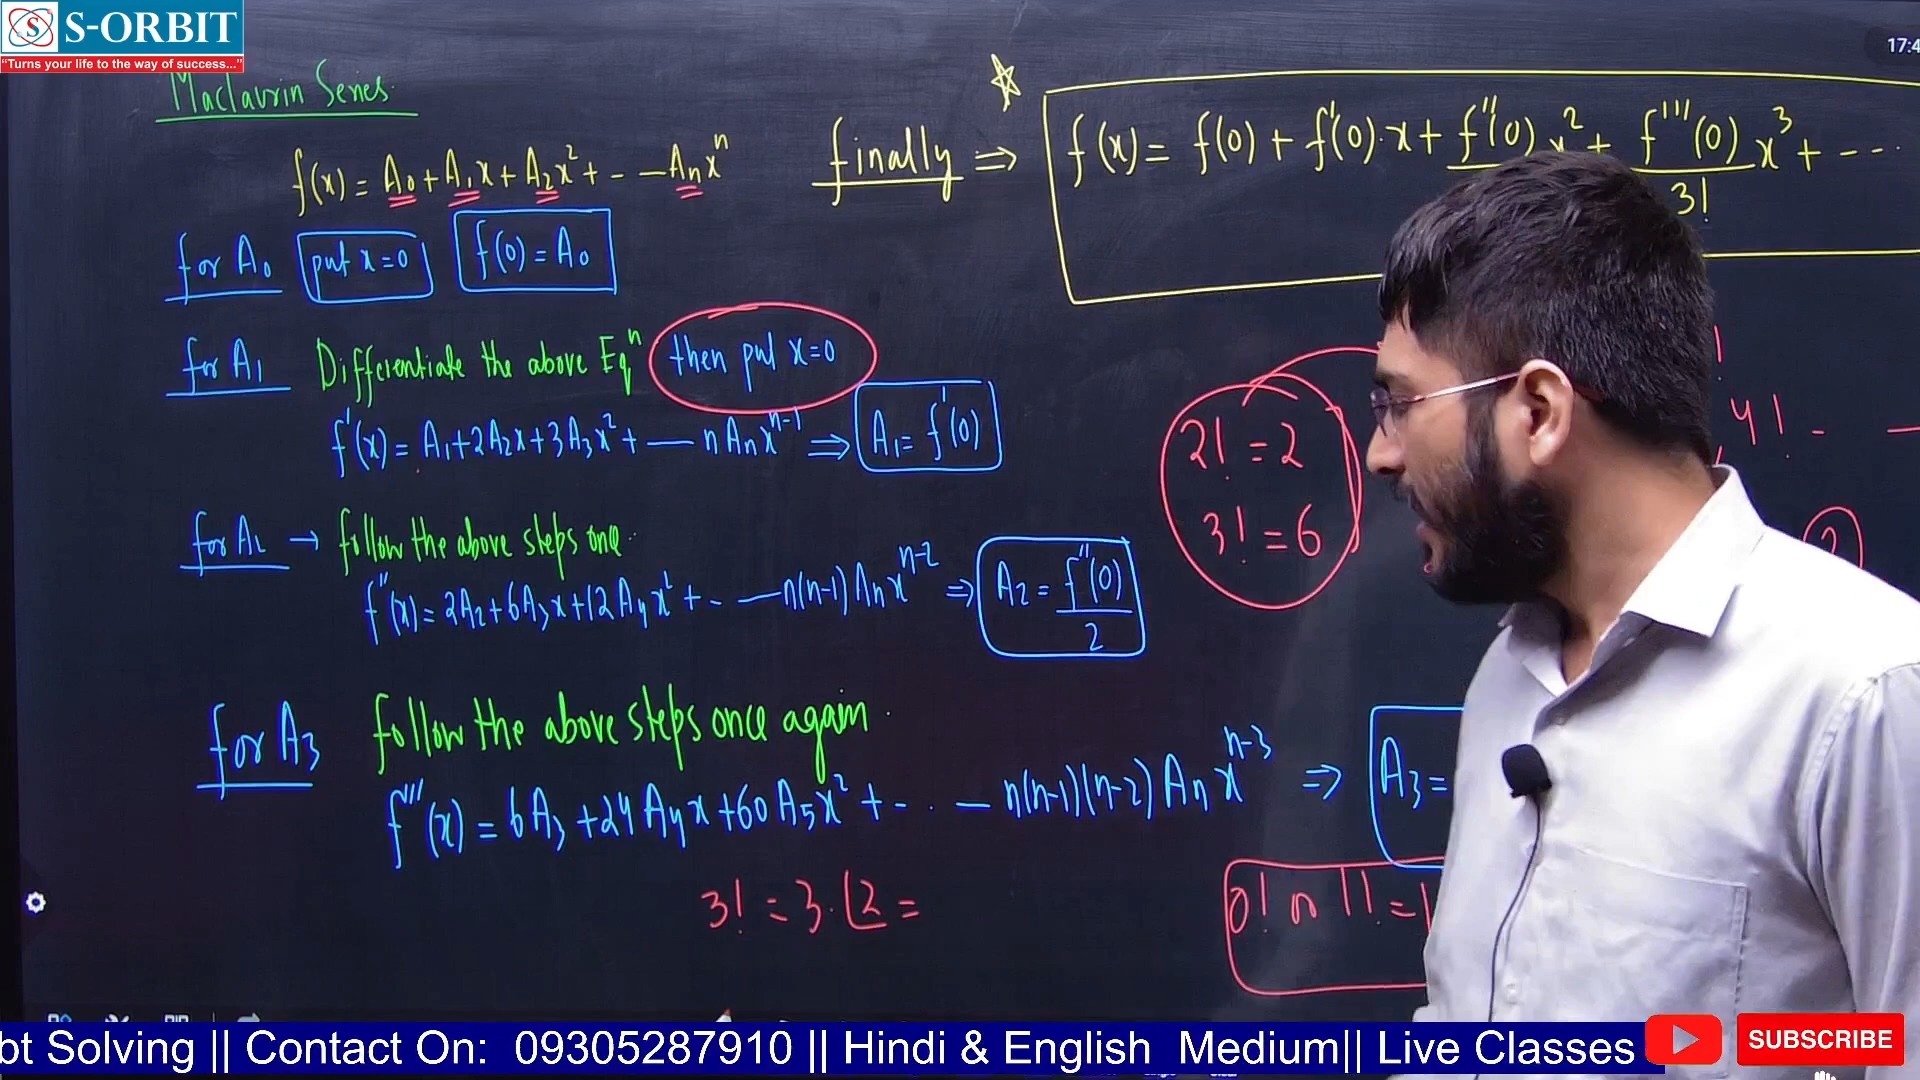 S-ORBIT
"Turns your life to the way of success..."
17:4
Maclaurin Series
f(x) = A₀ + A₁x + A₂x² + - - — Aₙxⁿ
finally ⇒ f(x) = f(0) + f'(0)·x + f''(0) x² + f'''(0)/3! x³ + - - - -
for A₀ put x=0 f(0) = A₀
for A₁ Differentiate the above Eqⁿ then put x=0
f'(x) = A₁+2A₂x+3A₃x²+ — nAₙxⁿ⁻¹ ⇒ A₁ = f'(0)
2! = 2
3! = 6
,4! - —
for A₂ → follow the above steps once.
f''(x) = 2A₂+6A₃x+12A₄x²+ - - — n(n-1) Aₙxⁿ⁻² ⇒ A₂ = f''(0)/2
for A₃ follow the above steps once again.
f'''(x) = 6A₃ +24A₄x +60A₅x² + - . . — n(n-1)(n-2) Aₙxⁿ⁻³ ⇒ A₃ =
3! = 3·⌊2 =
0! 1! = 1
bt Solving || Contact On: 09305287910 || Hindi & English Medium|| Live Classes
SUBSCRIBE